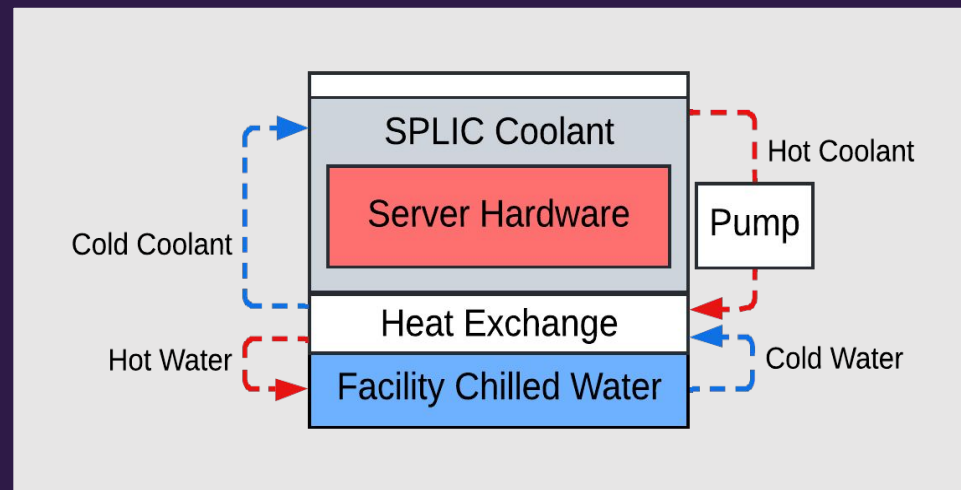 SPLIC Coolant
Hot Coolant
Server Hardware
Pump
Cold Coolant
Heat Exchange
Hot Water
Cold Water
Facility Chilled Water